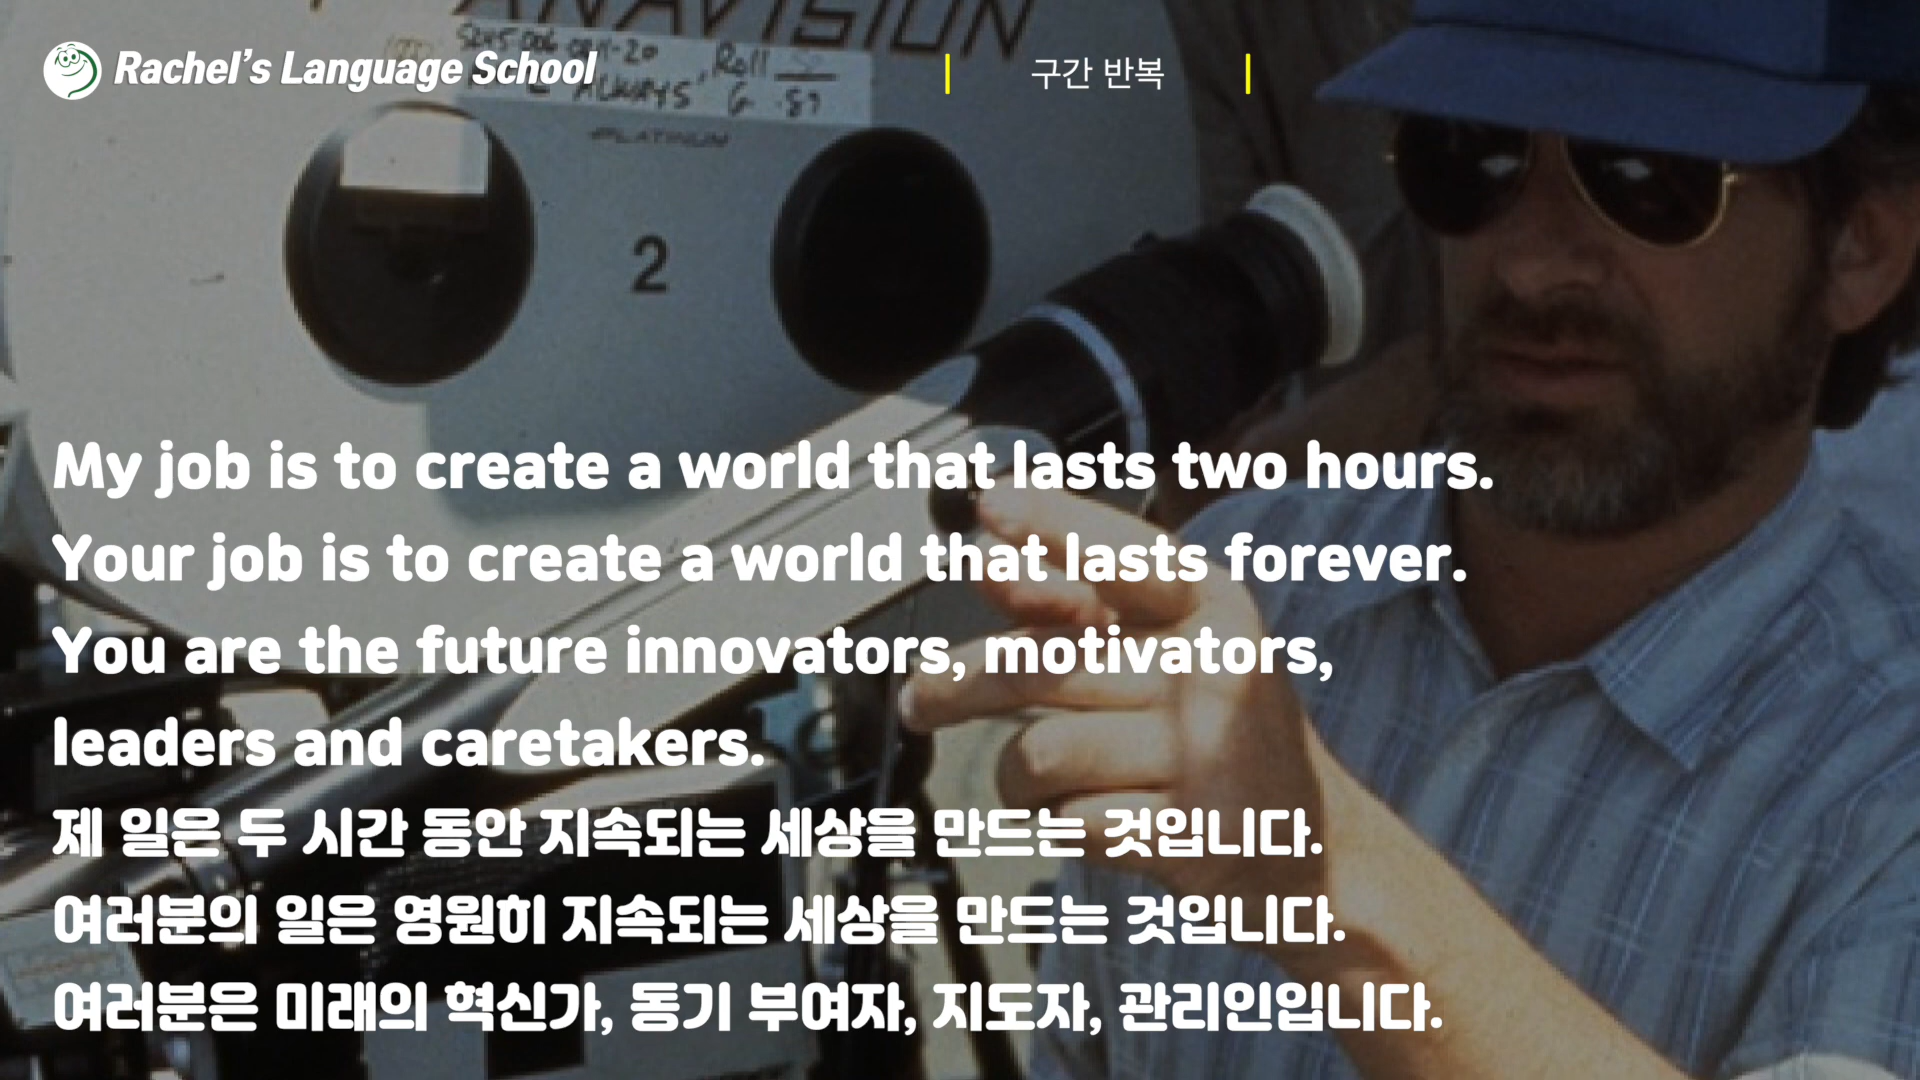 PANAVISION
Rachel's Language School
구간 반복
Roll
ALWAYS
PLATINUM
2
My job is to create a world that lasts two hours.
Your job is to create a world that lasts forever.
You are the future innovators, motivators,
leaders and caretakers.
제 일은 두 시간 동안 지속되는 세상을 만드는 것입니다.
여러분의 일은 영원히 지속되는 세상을 만드는 것입니다.
여러분은 미래의 혁신가, 동기 부여자, 지도자, 관리인입니다.